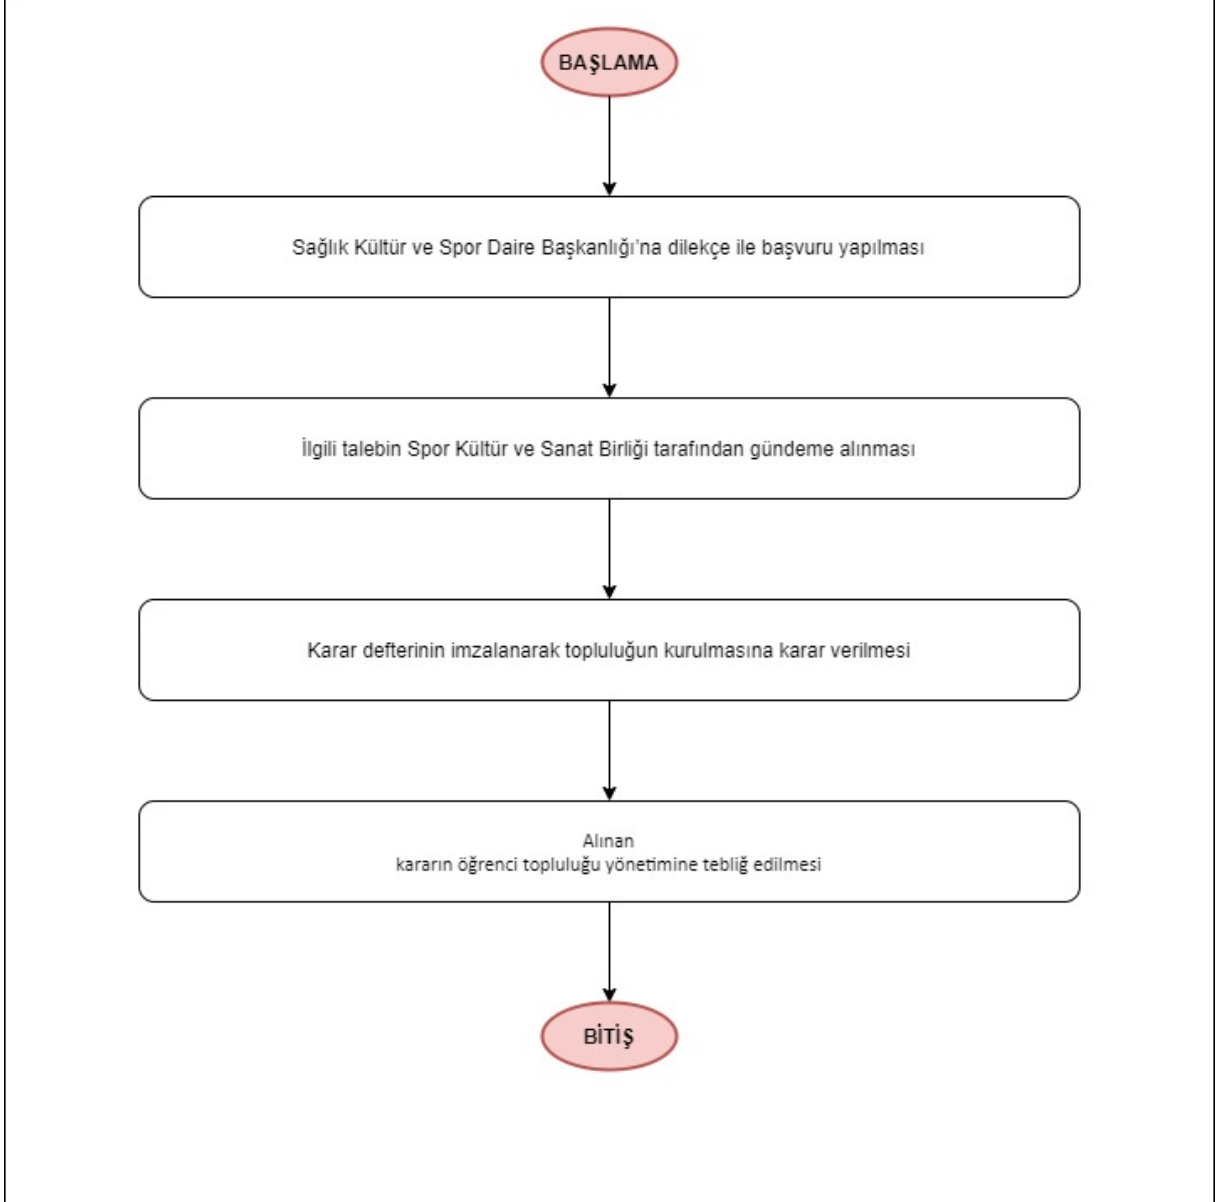 BAŞLAMA
Sağlık Kültür ve Spor Daire Başkanlığı'na dilekçe ile başvuru yapılması
İlgili talebin Spor Kültür ve Sanat Birliği tarafından gündeme alınması
Karar defterinin imzalanarak topluluğun kurulmasına karar verilmesi
Alınan
kararın öğrenci topluluğu yönetimine tebliğ edilmesi
BİTİŞ